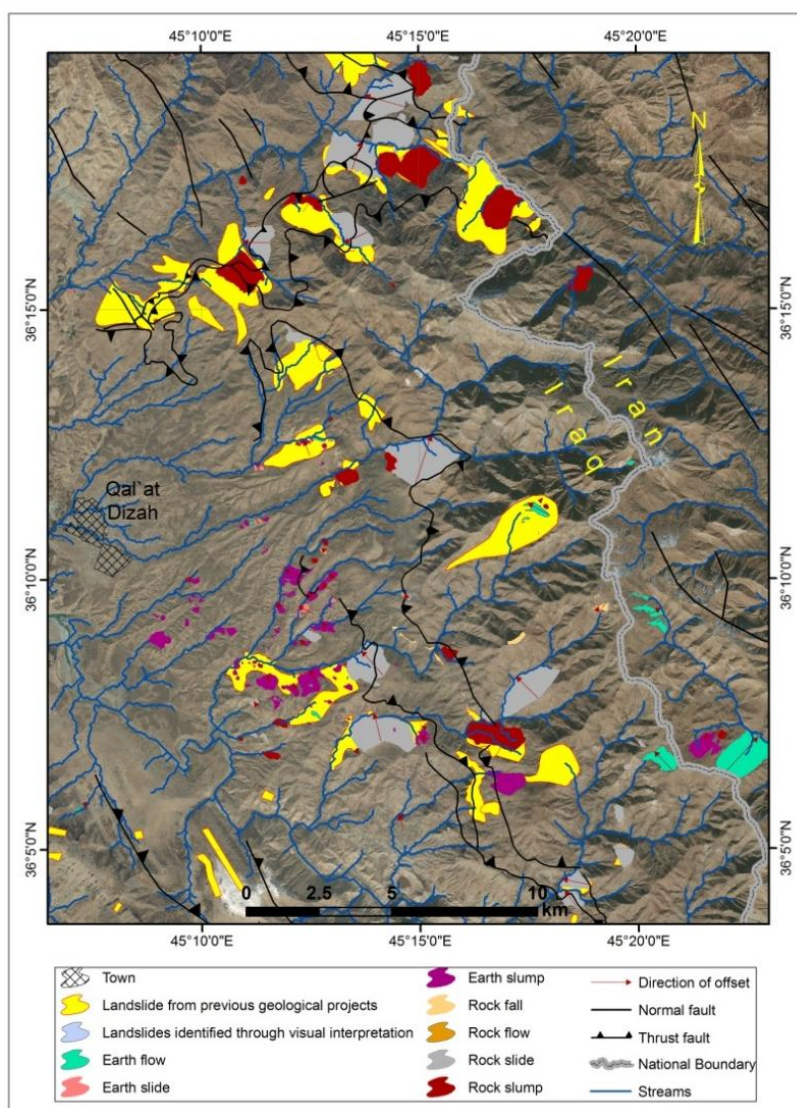 45°10'0"E 45°15'0"E 45°20'0"E
N
36°15'0"N 36°15'0"N
Iran
Iraq
Qal`at
Dizah
36°10'0"N 36°10'0"N
36°5'0"N 36°5'0"N
0 2.5 5 10
km
45°10'0"E 45°15'0"E 45°20'0"E
Town
Landslide from previous geological projects
Landslides identified through visual interpretation
Earth flow
Earth slide
Earth slump
Rock fall
Rock flow
Rock slide
Rock slump
Direction of offset
Normal fault
Thrust fault
National Boundary
Streams